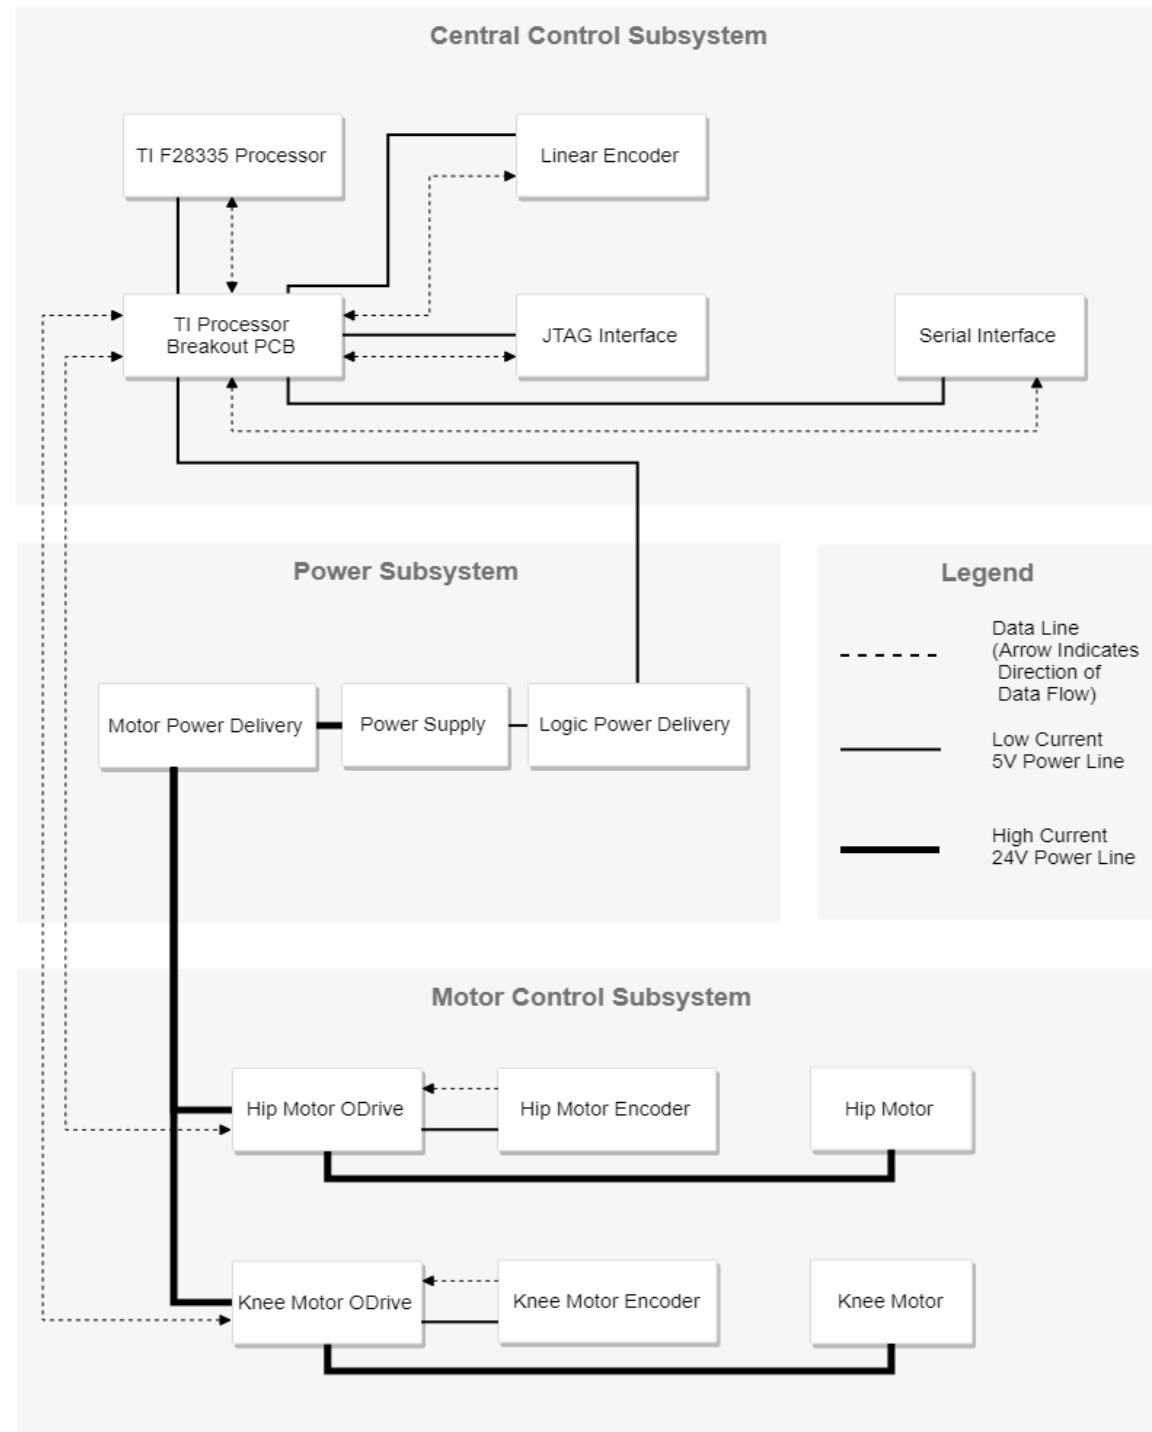 Central Control Subsystem
TI F28335 Processor
Linear Encoder
TI Processor
Breakout PCB
JTAG Interface
Serial Interface
Power Subsystem
Motor Power Delivery
Power Supply
Logic Power Delivery
Legend
Data Line
(Arrow Indicates
Direction of
Data Flow)
Low Current
5V Power Line
High Current
24V Power Line
Motor Control Subsystem
Hip Motor ODrive
Hip Motor Encoder
Hip Motor
Knee Motor ODrive
Knee Motor Encoder
Knee Motor